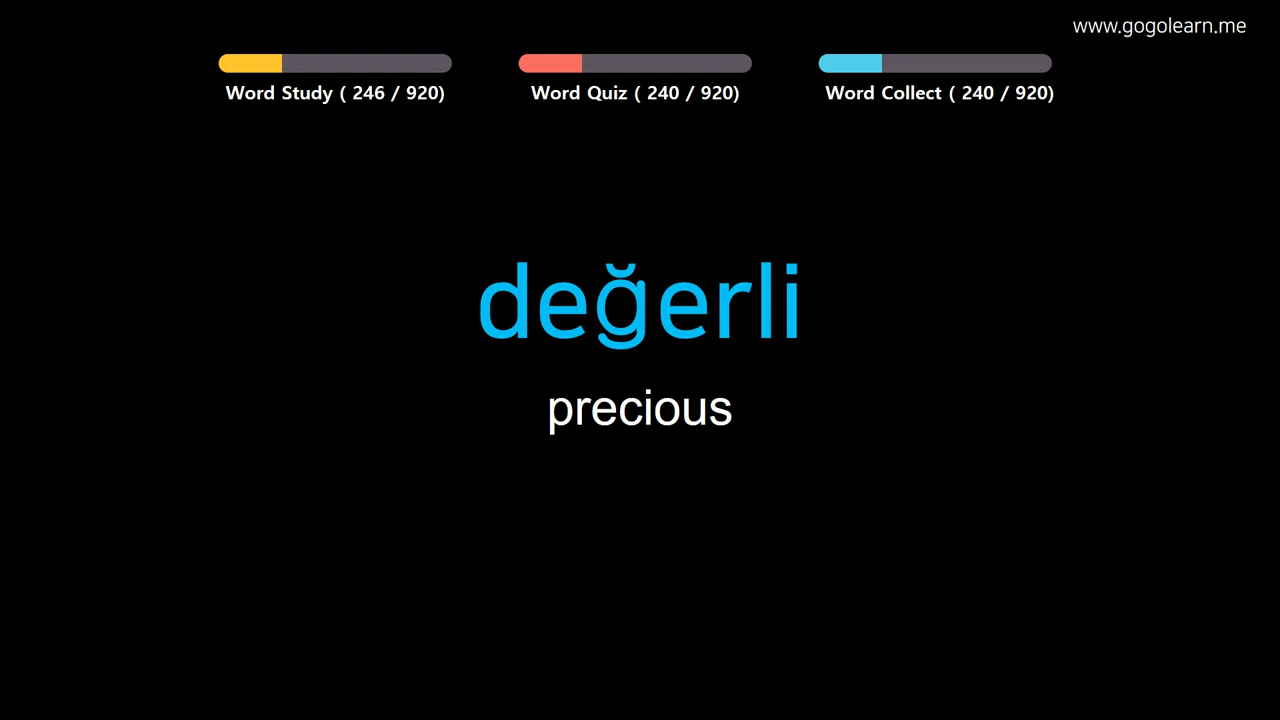 www.gogolearn.me
Word Study ( 246 / 920)
Word Quiz ( 240 / 920)
Word Collect ( 240 / 920)
değerli
precious